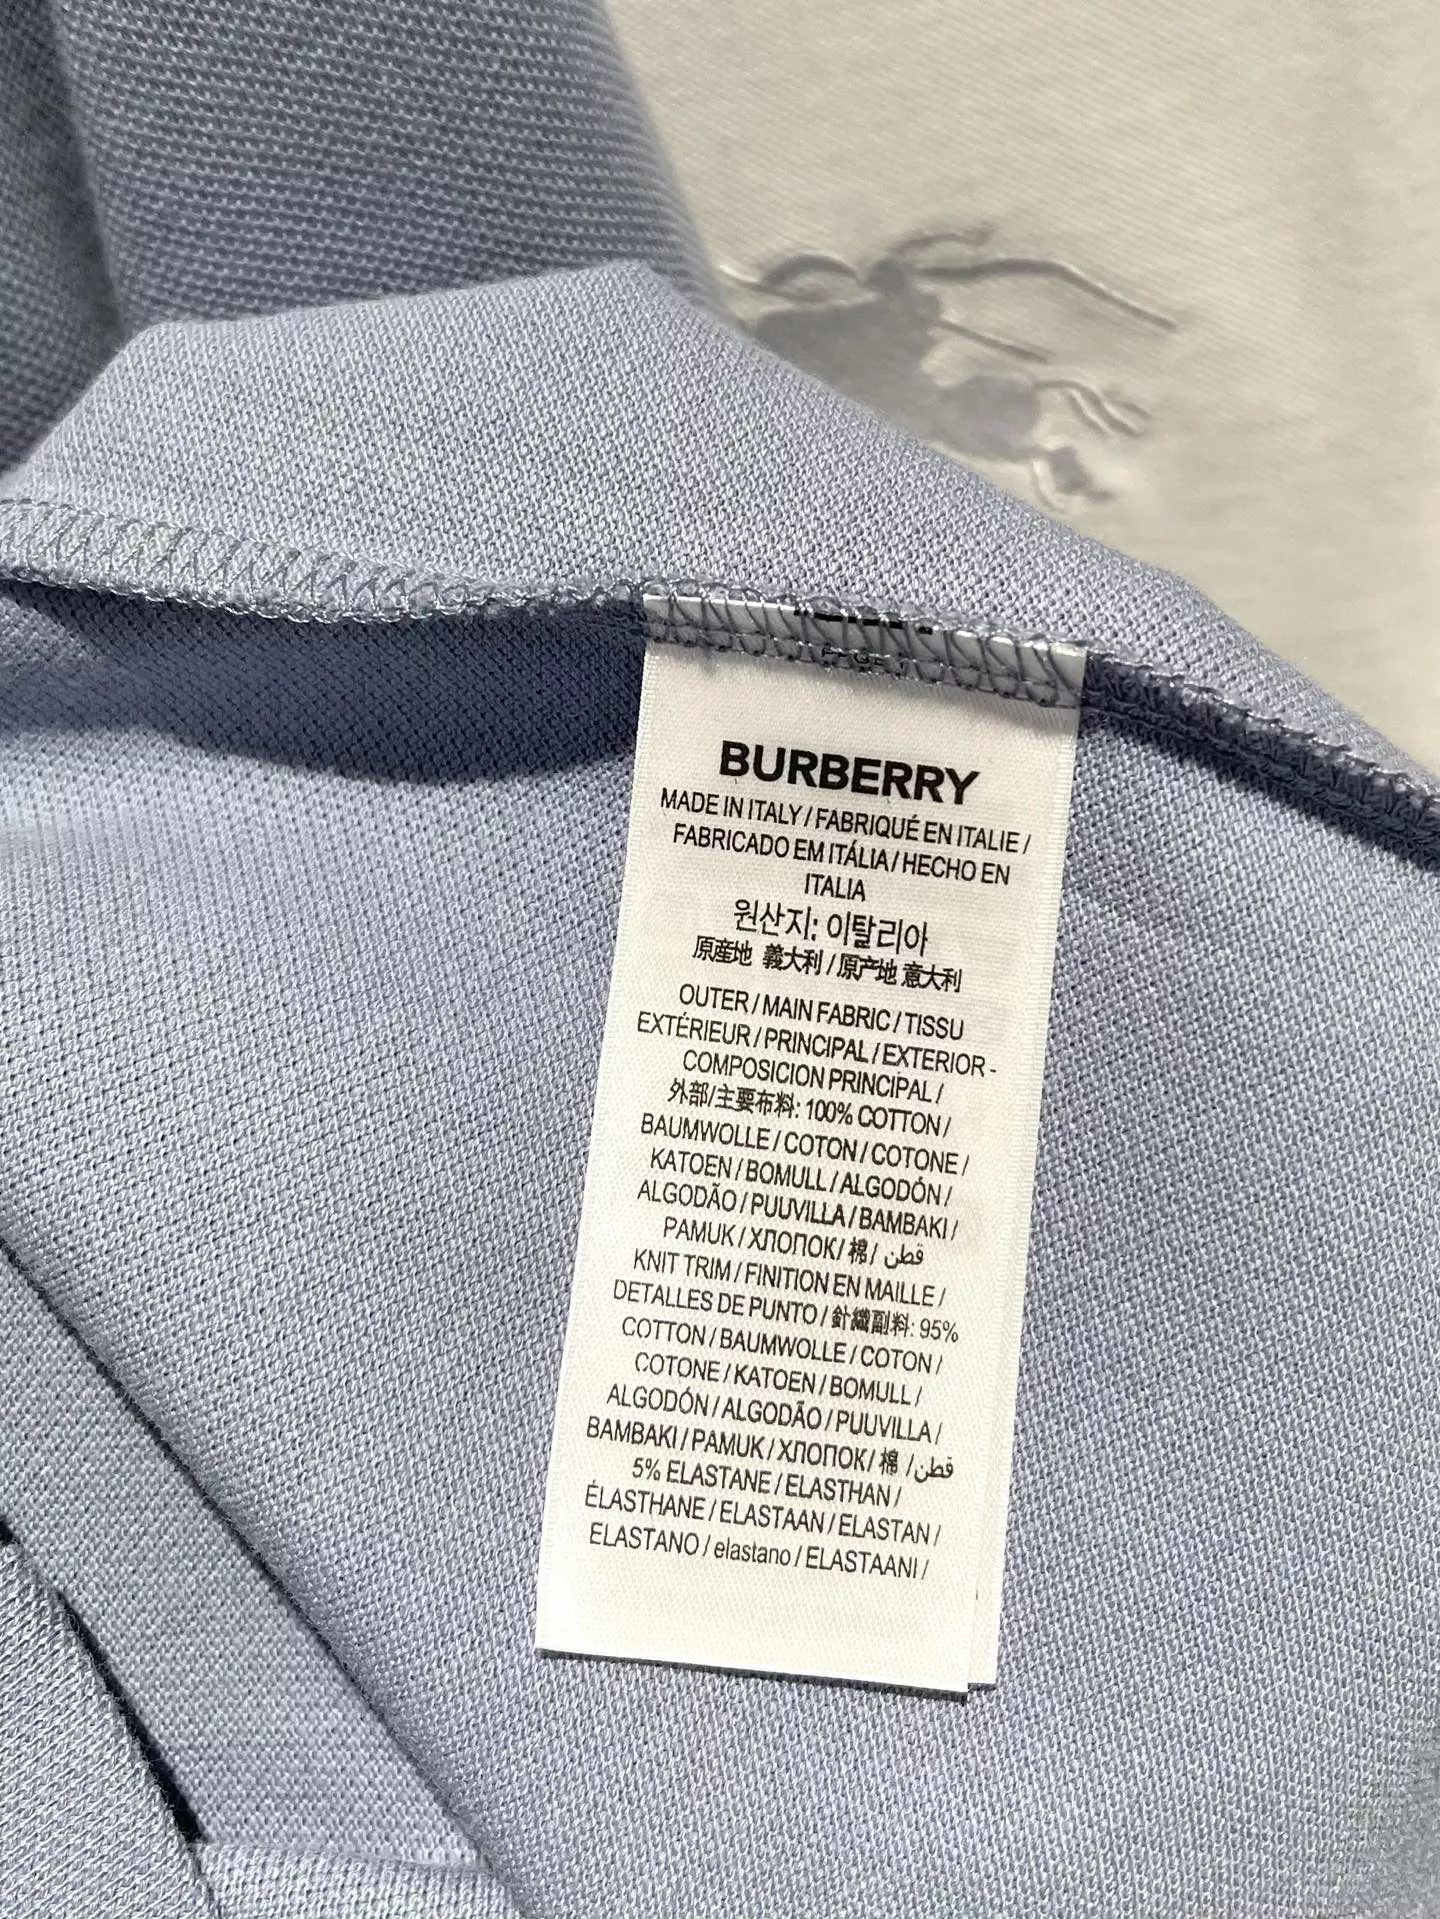 BURBERRY
MADE IN ITALY / FABRIQUÉ EN ITALIE /
FABRICADO EM ITÁLIA / HECHO EN
ITALIA
원산지: 이탈리아
原産地 義大利 / 原产地 意大利
OUTER / MAIN FABRIC / TISSU
EXTÉRIEUR / PRINCIPAL / EXTERIOR -
COMPOSICION PRINCIPAL /
外部/主要布料: 100% COTTON /
BAUMWOLLE / COTON / COTONE /
KATOEN / BOMULL / ALGODÓN /
ALGODÃO / PUUVILLA / BAMBAKI /
PAMUK / ХЛОПОК / 棉 / قطن
KNIT TRIM / FINITION EN MAILLE /
DETALLES DE PUNTO / 針織副料: 95%
COTTON / BAUMWOLLE / COTON /
COTONE / KATOEN / BOMULL /
ALGODÓN / ALGODÃO / PUUVILLA /
BAMBAKI / PAMUK / ХЛОПОК / 棉 / قطن
5% ELASTANE / ELASTHAN /
ÉLASTHANE / ELASTAAN / ELASTAN /
ELASTANO / elastano / ELASTAANI /